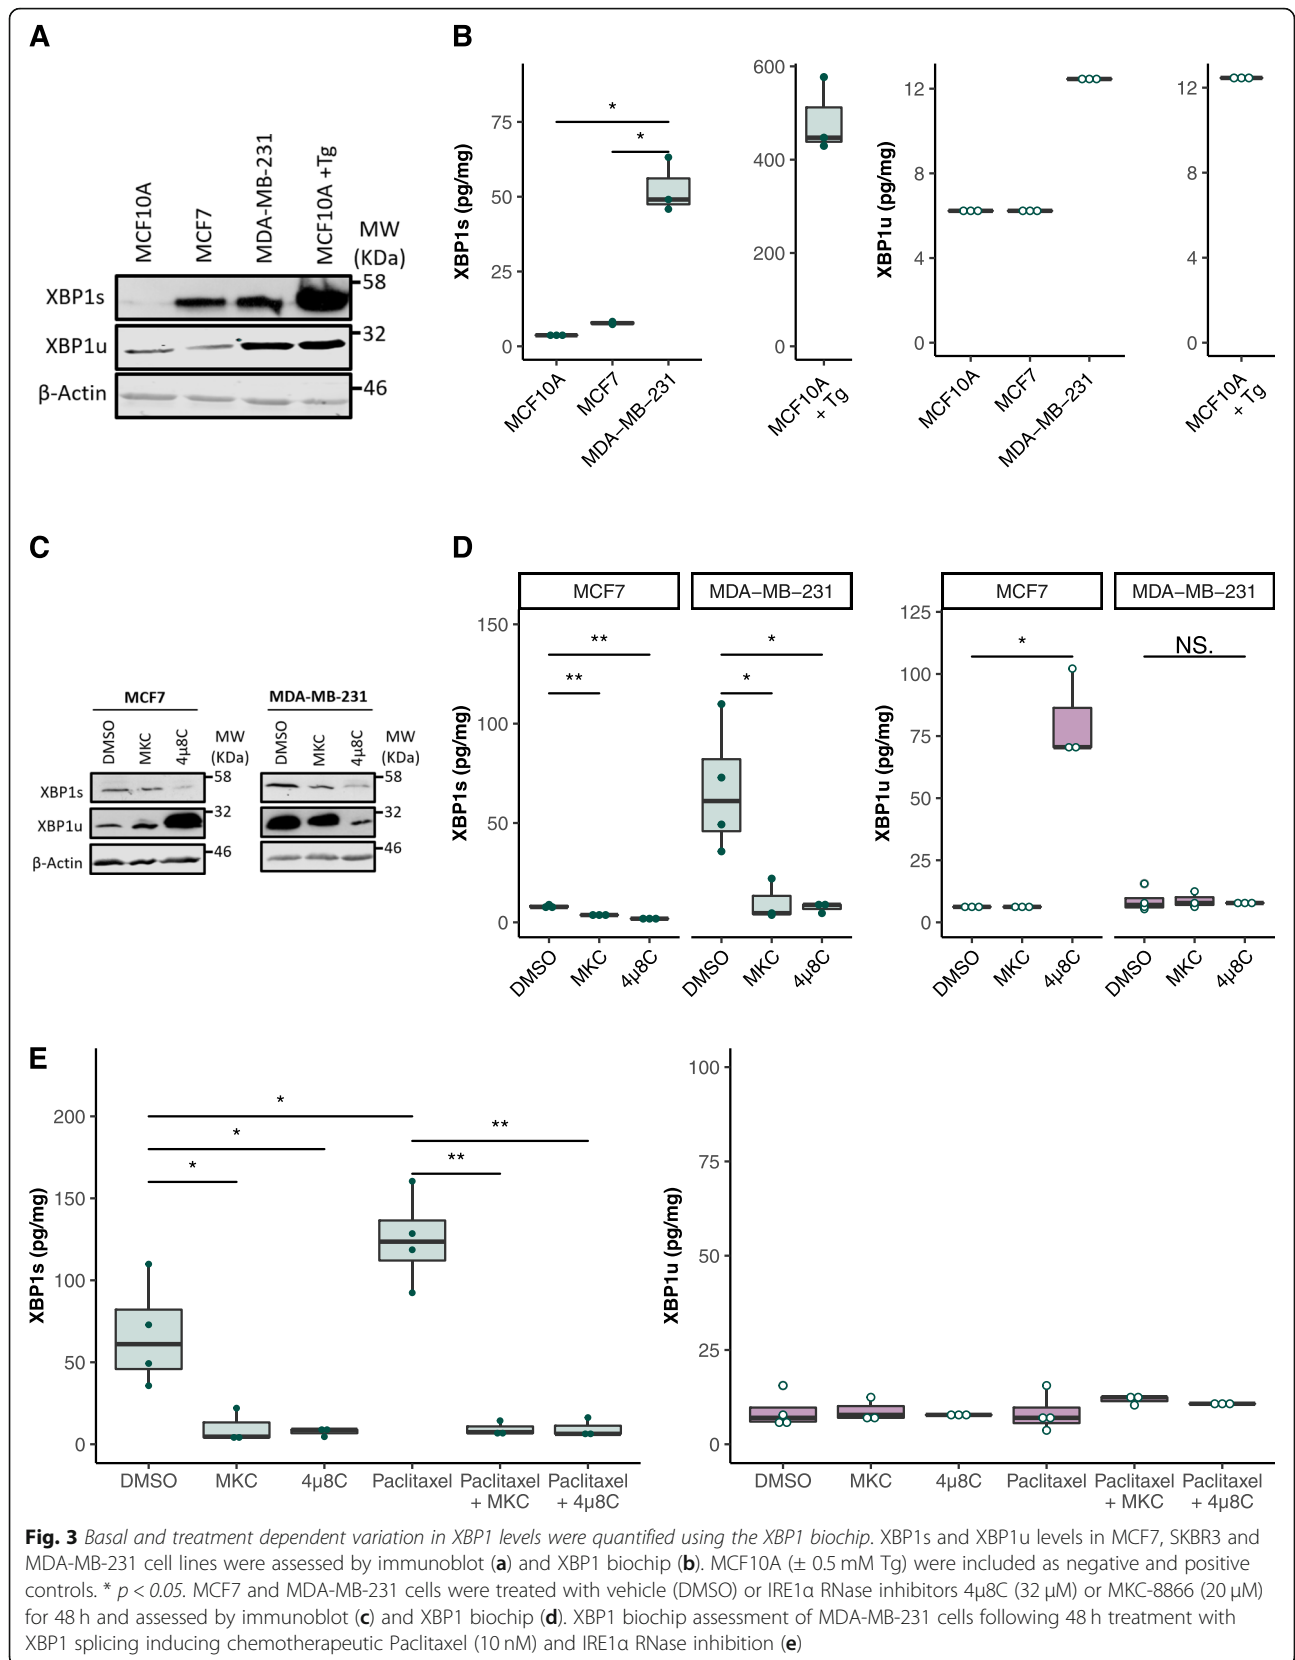 A
MCF10A
MCF7
MDA-MB-231
MCF10A +Tg
MW
(KDa)
XBP1s
58
XBP1u
32
β-Actin
46
B
XBP1s (pg/mg)
75
50
25
0
*
*
MCF10A
MCF7
MDA−MB−231
600
400
200
0
MCF10A
+ Tg
XBP1u (pg/mg)
12
8
4
0
MCF10A
MCF7
MDA−MB−231
12
8
4
0
MCF10A
+ Tg
C
MCF7
MDA-MB-231
DMSO
MKC
4μ8C
MW
(KDa)
DMSO
MKC
4μ8C
MW
(KDa)
XBP1s
58
58
XBP1u
32
32
β-Actin
46
46
D
MCF7
MDA−MB−231
XBP1s (pg/mg)
150
100
50
0
**
**
*
*
DMSO
MKC
4μ8C
DMSO
MKC
4μ8C
MCF7
MDA−MB−231
XBP1u (pg/mg)
125
100
75
50
25
0
*
NS.
DMSO
MKC
4μ8C
DMSO
MKC
4μ8C
E
XBP1s (pg/mg)
200
150
100
50
0
*
*
*
**
**
DMSO
MKC
4μ8C
Paclitaxel
Paclitaxel
+ MKC
Paclitaxel
+ 4μ8C
XBP1u (pg/mg)
100
75
50
25
0
DMSO
MKC
4μ8C
Paclitaxel
Paclitaxel
+ MKC
Paclitaxel
+ 4μ8C
Fig. 3 Basal and treatment dependent variation in XBP1 levels were quantified using the XBP1 biochip. XBP1s and XBP1u levels in MCF7, SKBR3 and
MDA-MB-231 cell lines were assessed by immunoblot (a) and XBP1 biochip (b). MCF10A (± 0.5 mM Tg) were included as negative and positive
controls. * p < 0.05. MCF7 and MDA-MB-231 cells were treated with vehicle (DMSO) or IRE1α RNase inhibitors 4μ8C (32 μM) or MKC-8866 (20 μM)
for 48 h and assessed by immunoblot (c) and XBP1 biochip (d). XBP1 biochip assessment of MDA-MB-231 cells following 48 h treatment with
XBP1 splicing inducing chemotherapeutic Paclitaxel (10 nM) and IRE1α RNase inhibition (e)